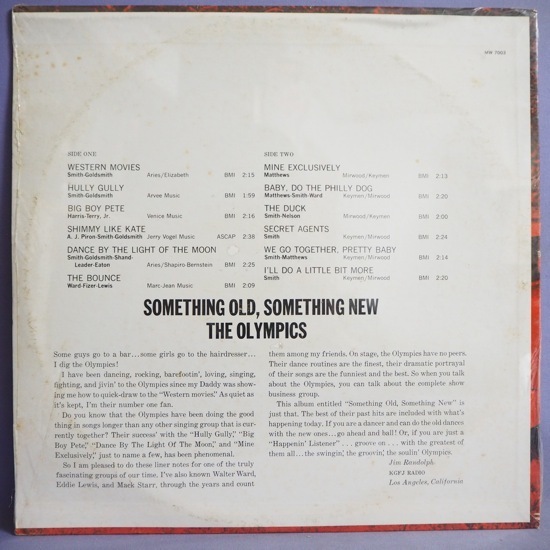 MW 7003
SIDE ONE
WESTERN MOVIES
Smith-Goldsmith Aries/Elizabeth BMI 2:15
HULLY GULLY
Smith-Goldsmith Arvee Music BMI 1:59
BIG BOY PETE
Harris-Terry, Jr. Venice Music BMI 2:16
SHIMMY LIKE KATE
A. J. Piron-Smith-Goldsmith Jerry Vogel Music ASCAP 2:38
DANCE BY THE LIGHT OF THE MOON
Smith-Goldsmith-Shand-
Leader-Eaton Aries/Shapiro Bernstein BMI 2:25
THE BOUNCE
Ward-Fizer-Lewis Marc-Jean Music BMI 2:09
SIDE TWO
MINE EXCLUSIVELY
Matthews Mirwood/Keymen BMI 2:13
BABY, DO THE PHILLY DOG
Matthews-Smith-Ward Keymen/Mirwood BMI 2:20
THE DUCK
Smith-Nelson Mirwood/Keymen BMI 2:00
SECRET AGENTS
Smith Keymen/Mirwood BMI 2:24
WE GO TOGETHER, PRETTY BABY
Smith-Matthews Keymen/Mirwood BMI 2:14
I'LL DO A LITTLE BIT MORE
Smith Keymen/Mirwood BMI 2:20
SOMETHING OLD, SOMETHING NEW
THE OLYMPICS
Some guys go to a bar...some girls go to the hairdresser...
I dig the Olympics!
I have been dancing, rocking, barefootin', loving, singing,
fighting, and jivin' to the Olympics since my Daddy was show-
ing me how to quick-draw to the "Western movies." As quiet as
it's kept, I'm their number one fan.
Do you know that the Olympics have been doing the good
thing in songs longer than any other singing group that is cur-
rently together? Their success with the "Hully Gully," "Big
Boy Pete," "Dance By The Light Of The Moon," and "Mine
Exclusively," just to name a few, has been phenomenal.
So I am pleased to do these liner notes for one of the truly
fascinating groups of our time. I've also known Walter Ward,
Eddie Lewis, and Mack Starr, through the years and count
them among my friends. On stage, the Olympics have no peers.
Their dance routines are the finest, their dramatic portrayal
of their songs are the funniest and the best. So when you talk
about the Olympics, you can talk about the complete show
business group.
This album entitled "Something Old, Something New" is
just that. The best of their past hits are included with what's
happening today. If you are a dancer and can do the old dances
with the new ones...go ahead and ball! Or, if you are just a
"Happenin' Listener" . . . groove on . . . with the greatest of
them all...the swingin', the groovin', the soulin' Olympics.
Jim Randolph
KGFJ RADIO
Los Angeles, California